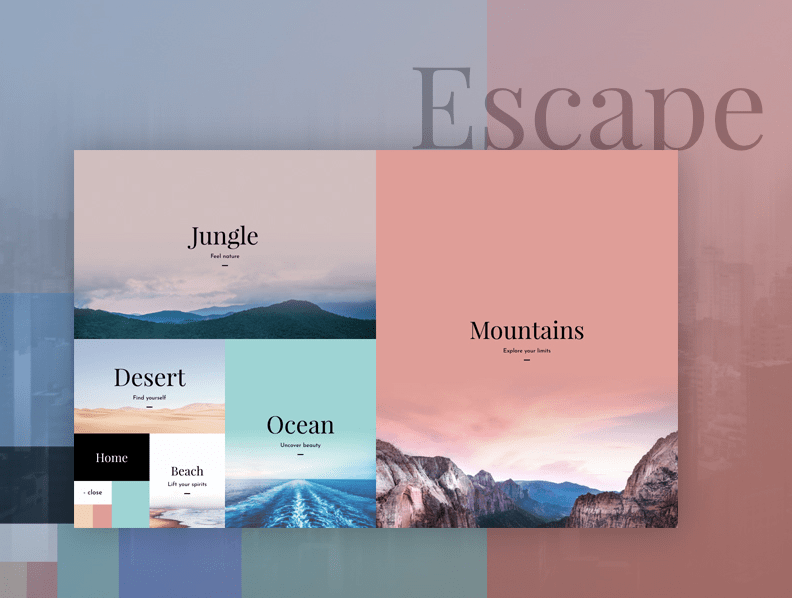 Escape
Jungle
Feel nature
Mountains
Explore your limits
Desert
Find yourself
Ocean
Uncover beauty
Home
Beach
Lift your spirits
- close